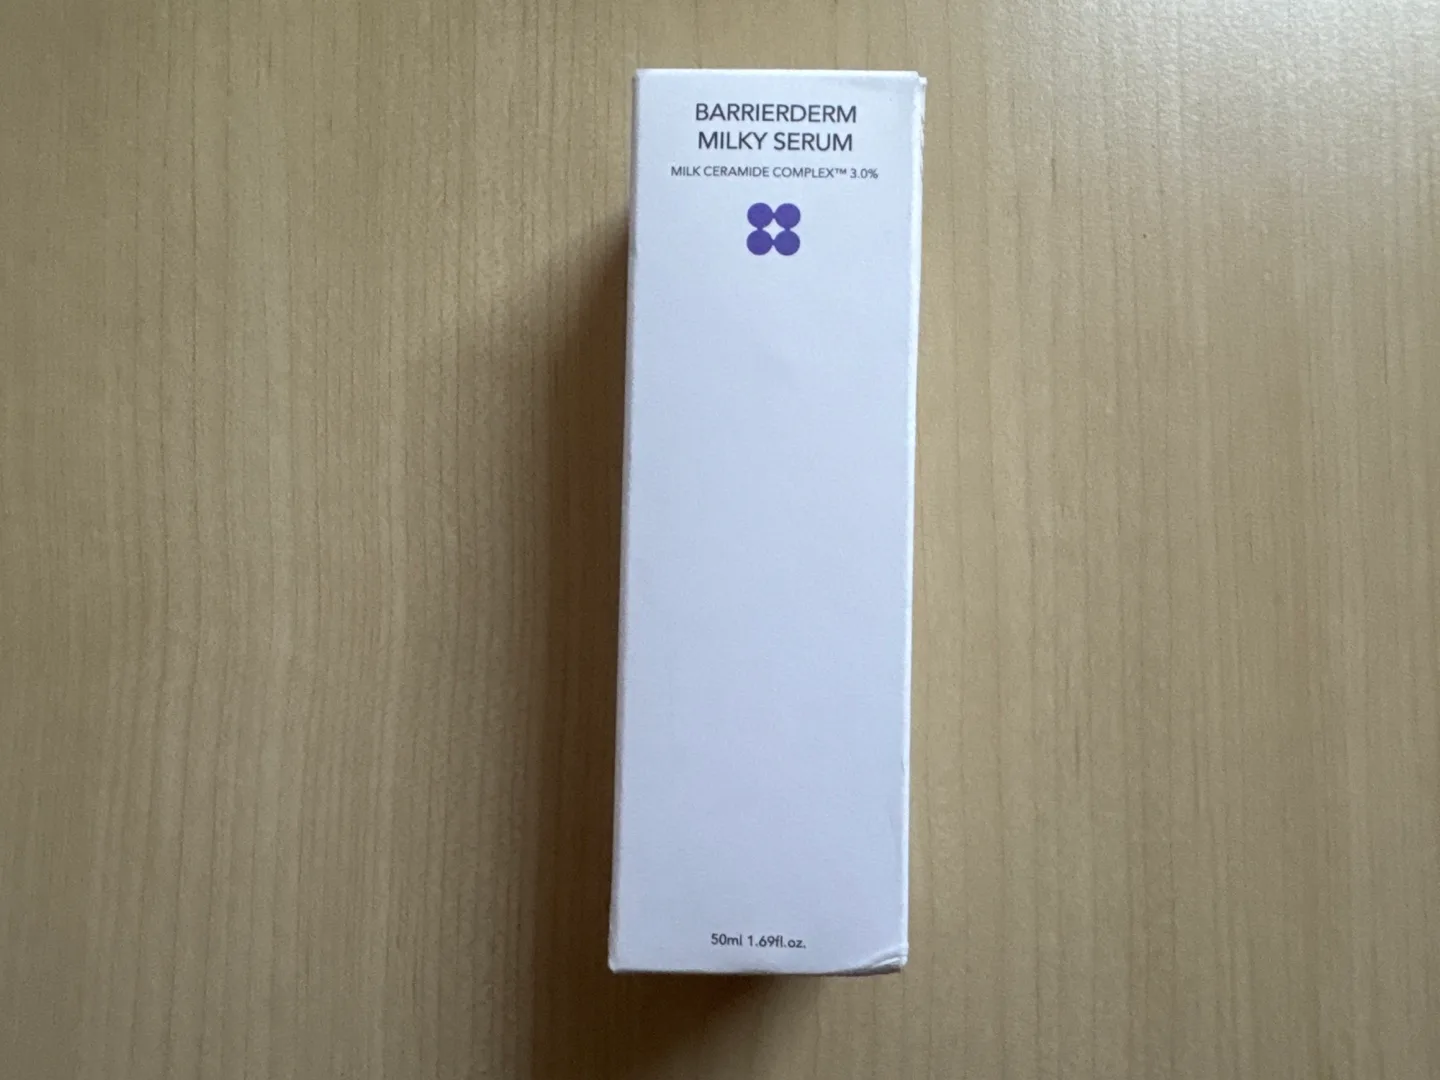 BARRIERDERM
MILKY SERUM
MILK CERAMIDE COMPLEX™ 3.0%
50ml 1.69fl.oz.